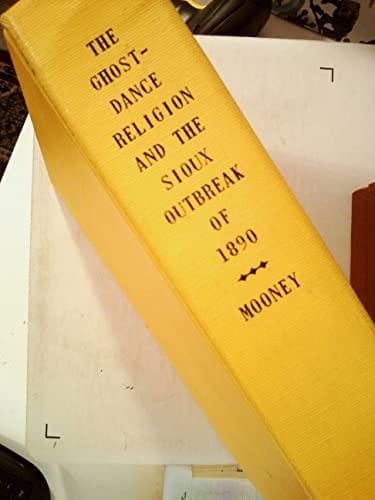 THE
GHOST-
DANCE
RELIGION
AND THE
SIOUX
OUTBREAK
OF
1890
MOONEY